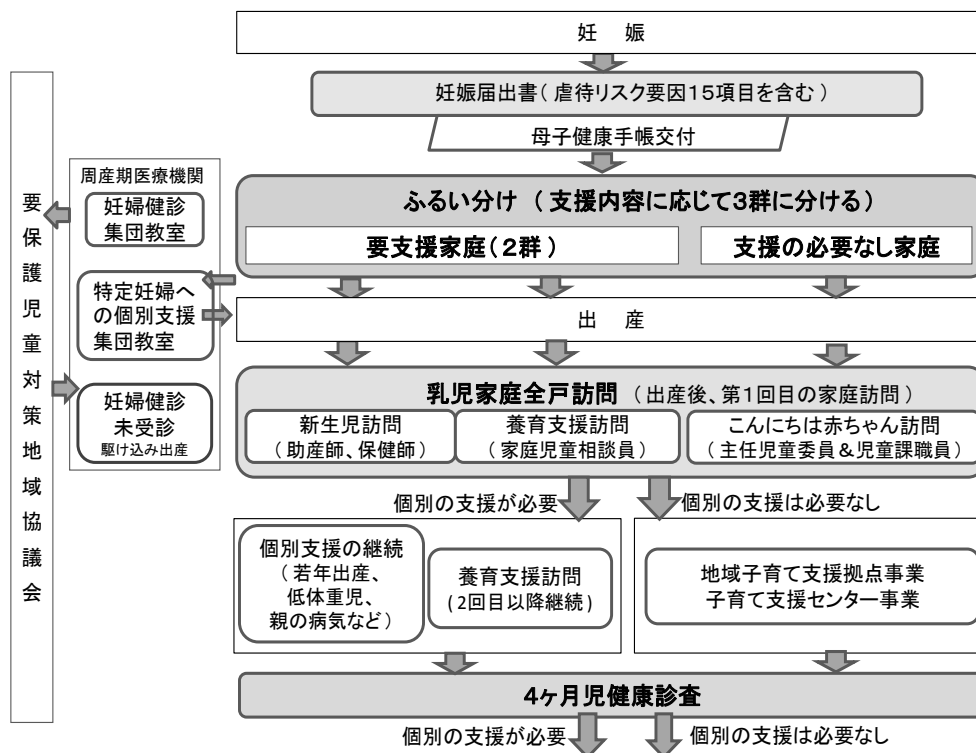 妊　娠
妊娠届出書（虐待リスク要因１５項目を含む）
母子健康手帳交付
要保護児童対策地域協議会
周産期医療機関
妊婦健診
集団教室
特定妊婦へ
の個別支援
集団教室
妊婦健診
未受診
駆け込み出産
ふるい分け（支援内容に応じて３群に分ける）
要支援家庭（２群）
支援の必要なし家庭
出　産
乳児家庭全戸訪問（出産後、第１回目の家庭訪問）
新生児訪問
（助産師、保健師）
養育支援訪問
（家庭児童相談員）
こんにちは赤ちゃん訪問
（主任児童委員＆児童課職員）
個別の支援が必要
個別の支援は必要なし
個別支援の継続
（若年出産、
低体重児、
親の病気など）
養育支援訪問
(2回目以降継続)
地域子育て支援拠点事業
子育て支援センター事業
４ヶ月児健康診査
個別の支援が必要
個別の支援は必要なし